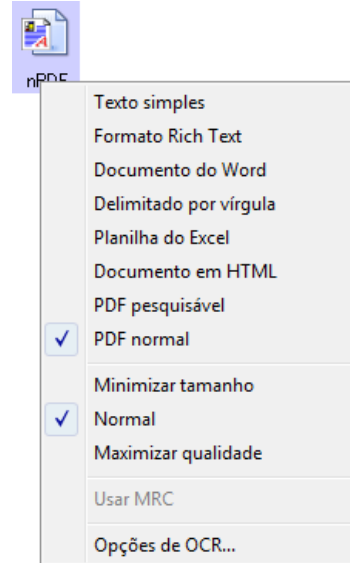 nPDF
Texto simples
Formato Rich Text
Documento do Word
Delimitado por vírgula
Planilha do Excel
Documento em HTML
PDF pesquisável
PDF normal
Minimizar tamanho
Normal
Maximizar qualidade
Usar MRC
Opções de OCR...